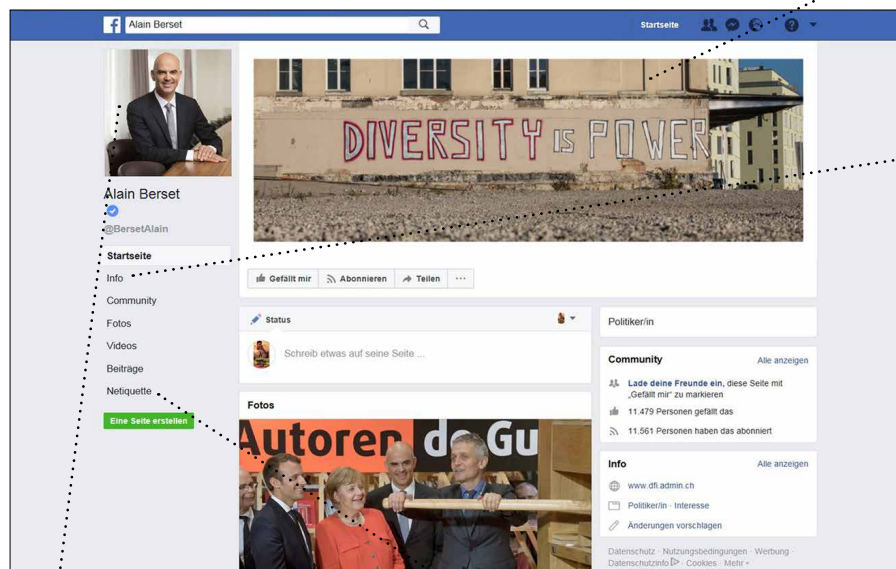 Alain Berset
Startseite
DIVERSITY IS POWER
Alain Berset
@BersetAlain
Startseite
Info
Community
Fotos
Videos
Beiträge
Netiquette
Eine Seite erstellen
Gefällt mir
Abonnieren
Teilen
Status
Schreib etwas auf seine Seite ...
Fotos
Autoren de Gu
Politiker/in
Community
Alle anzeigen
Lade deine Freunde ein, diese Seite mit
„Gefällt mir“ zu markieren
11.479 Personen gefällt das
11.561 Personen haben das abonniert
Info
Alle anzeigen
www.dfi.admin.ch
Politiker/in · Interesse
Änderungen vorschlagen
Datenschutz · Nutzungsbedingungen · Werbung ·
Datenschutzinfo · Cookies · Mehr